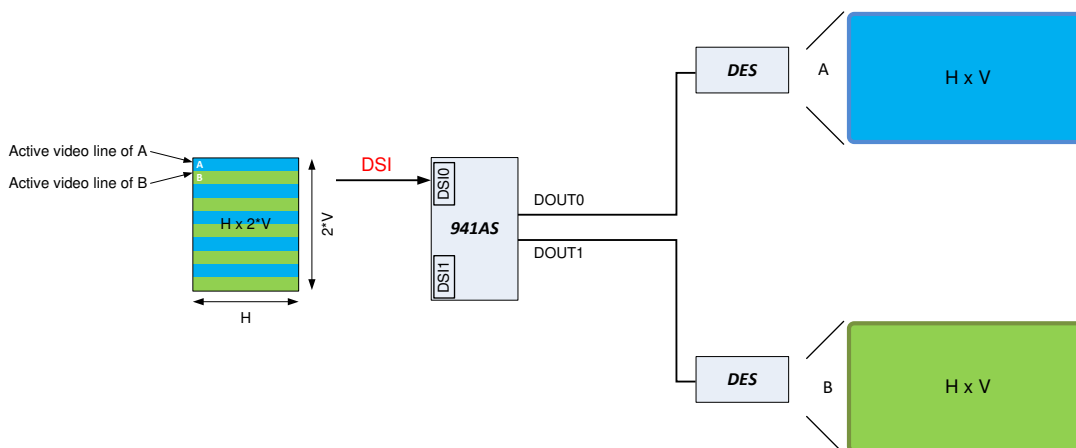 DES
A
H x V
Active video line of A
Active video line of B
A
B
H x 2*V
2*V
H
DSI
DSI0
941AS
DSI1
DOUT0
DOUT1
DES
B
H x V